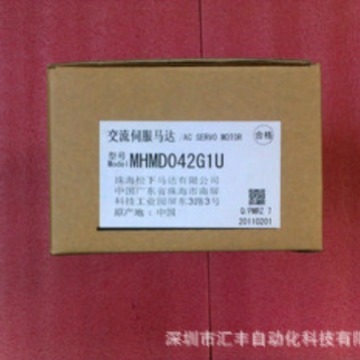 交流伺服马达 /AC SERVO MOTOR 合格
型号 Model MHMD042G1U
珠海松下马达有限公司
中国广东省珠海市南屏
科技工业园屏东3路3号
原产地:中国
Q/PMRZ 7
20110201
深圳市汇丰自动化科技有限